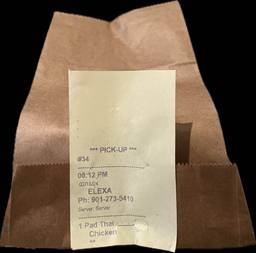 *** PICK-UP ***
#34
06:12 PM
ELEXA
Ph: 901-273-5410
Server: Server
1 Pad Thai
Chicken